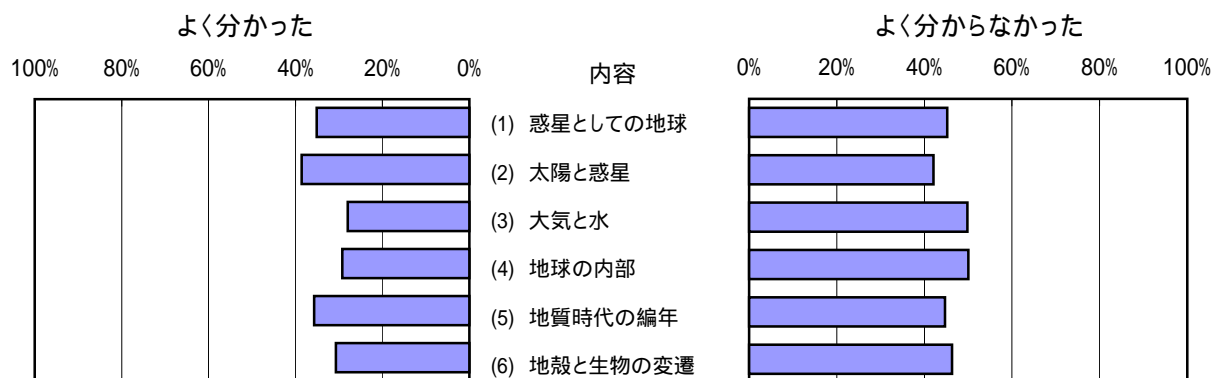 よく分かった
よく分からなかった
100% 80% 60% 40% 20% 0%
内容
0% 20% 40% 60% 80% 100%
(1) 惑星としての地球
(2) 太陽と惑星
(3) 大気と水
(4) 地球の内部
(5) 地質時代の編年
(6) 地殻と生物の変遷